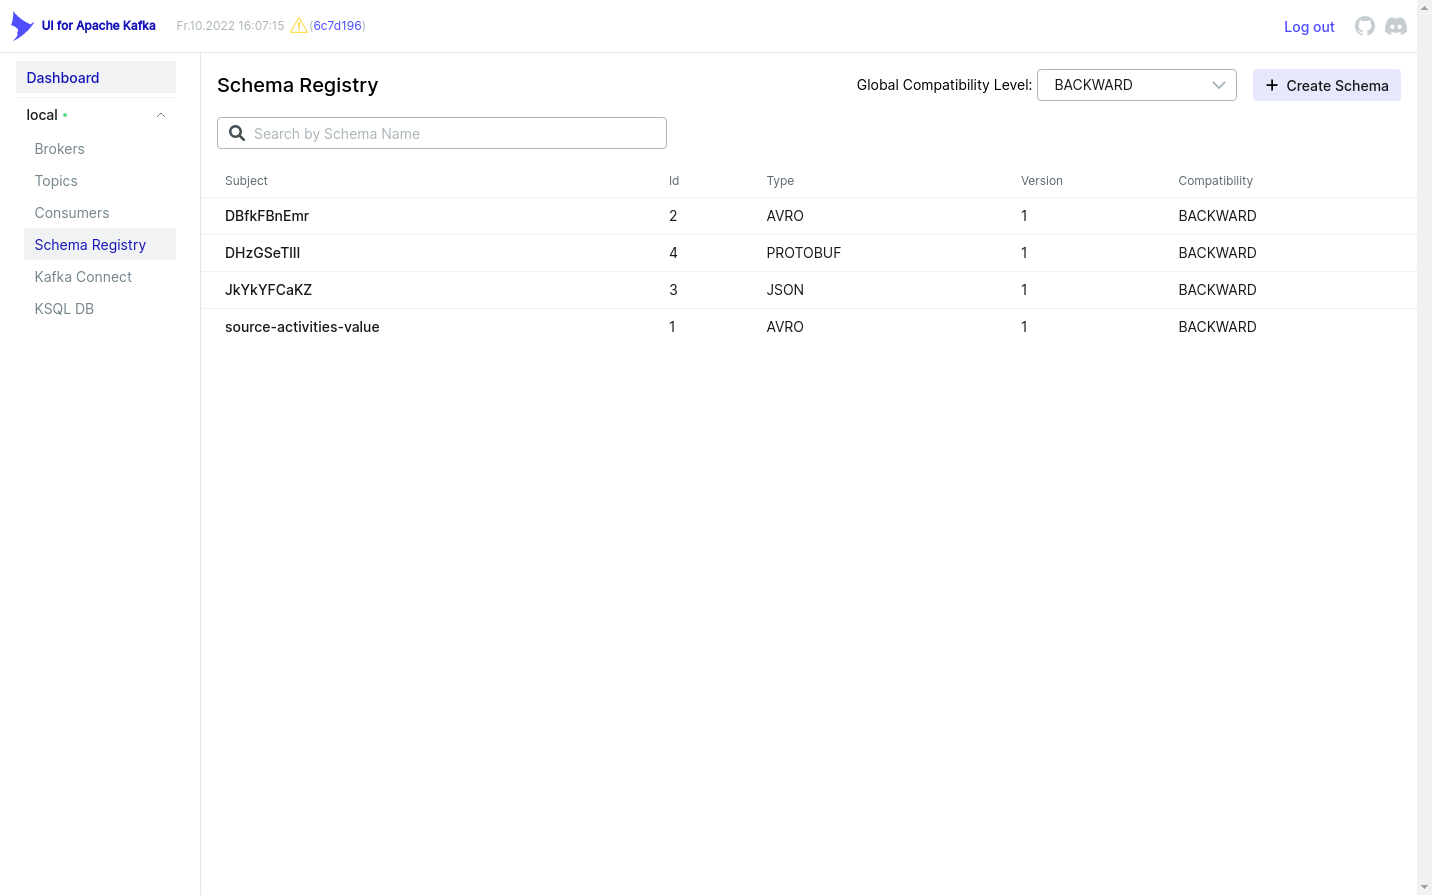 UI for Apache Kafka Fr.10.2022 16:07:15 (6c7d196) Log out
Dashboard
local
Brokers
Topics
Consumers
Schema Registry
Kafka Connect
KSQL DB
Schema Registry Global Compatibility Level: BACKWARD Create Schema
Search by Schema Name
Subject Id Type Version Compatibility
DBfkFBnEmr 2 AVRO 1 BACKWARD
DHzGSeTlll 4 PROTOBUF 1 BACKWARD
JkYkYFCaKZ 3 JSON 1 BACKWARD
source-activities-value 1 AVRO 1 BACKWARD